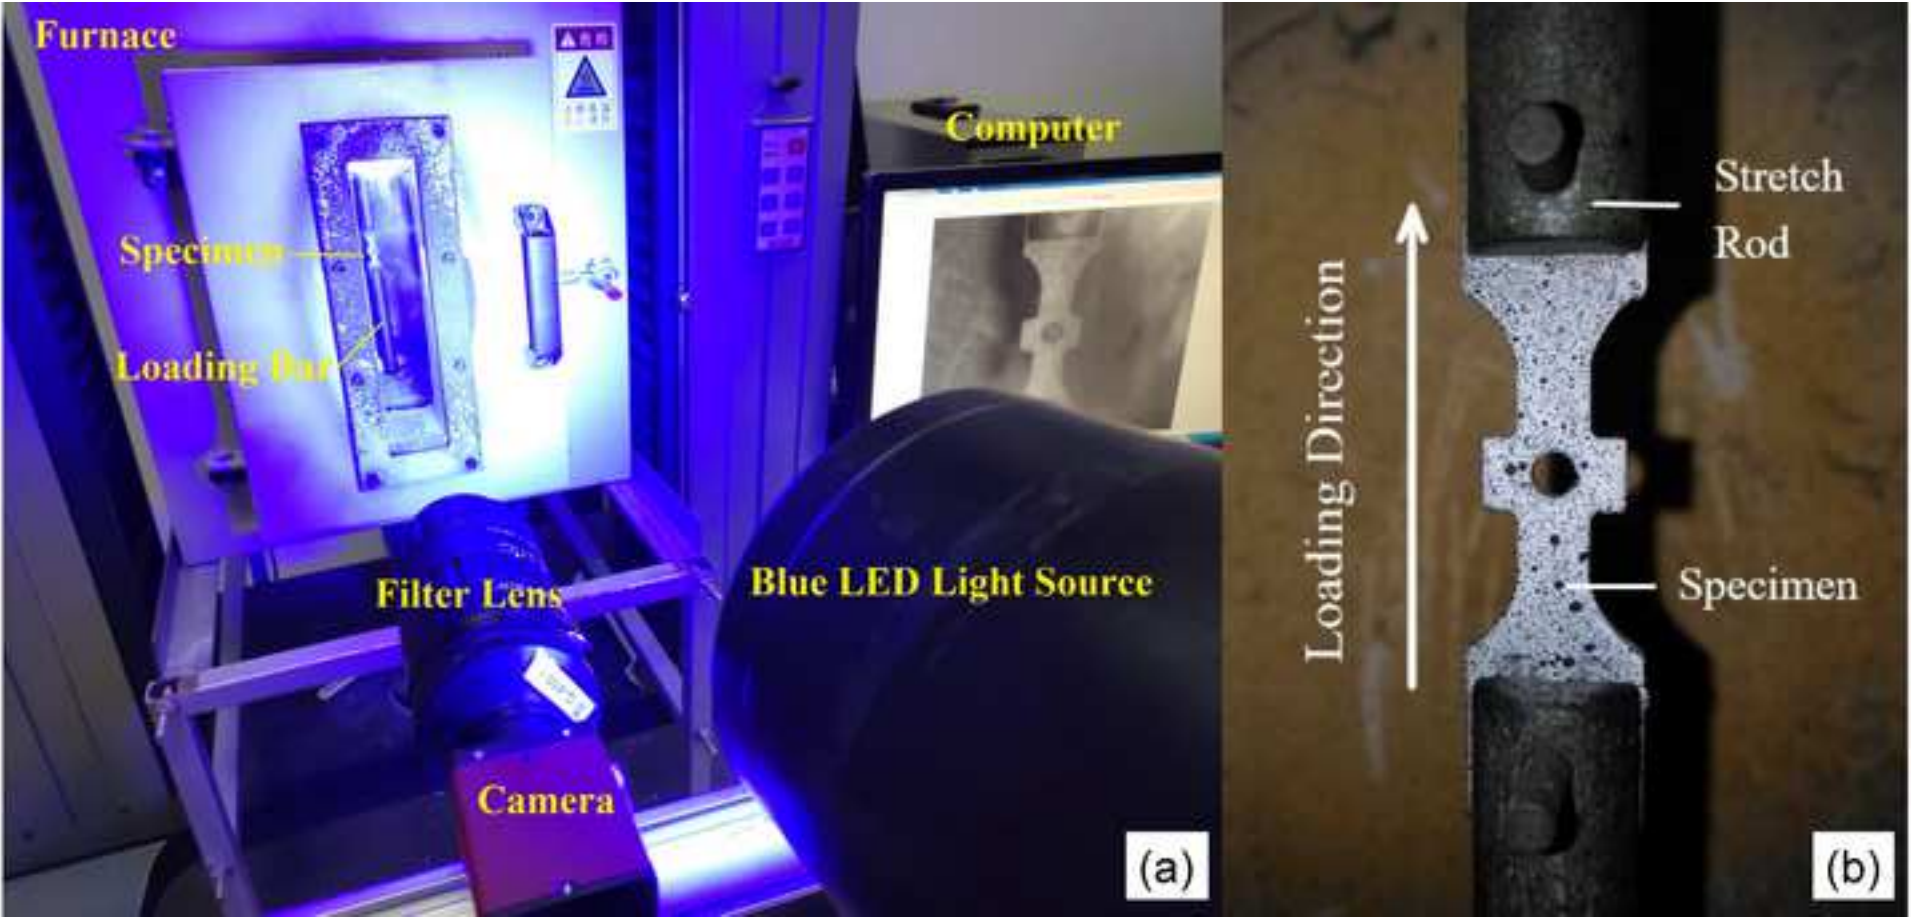 Furnace
Computer
Specimen
Loading Bar
Filter Lens
Blue LED Light Source
Camera
(a)
Stretch
Rod
Loading Direction
Specimen
(b)